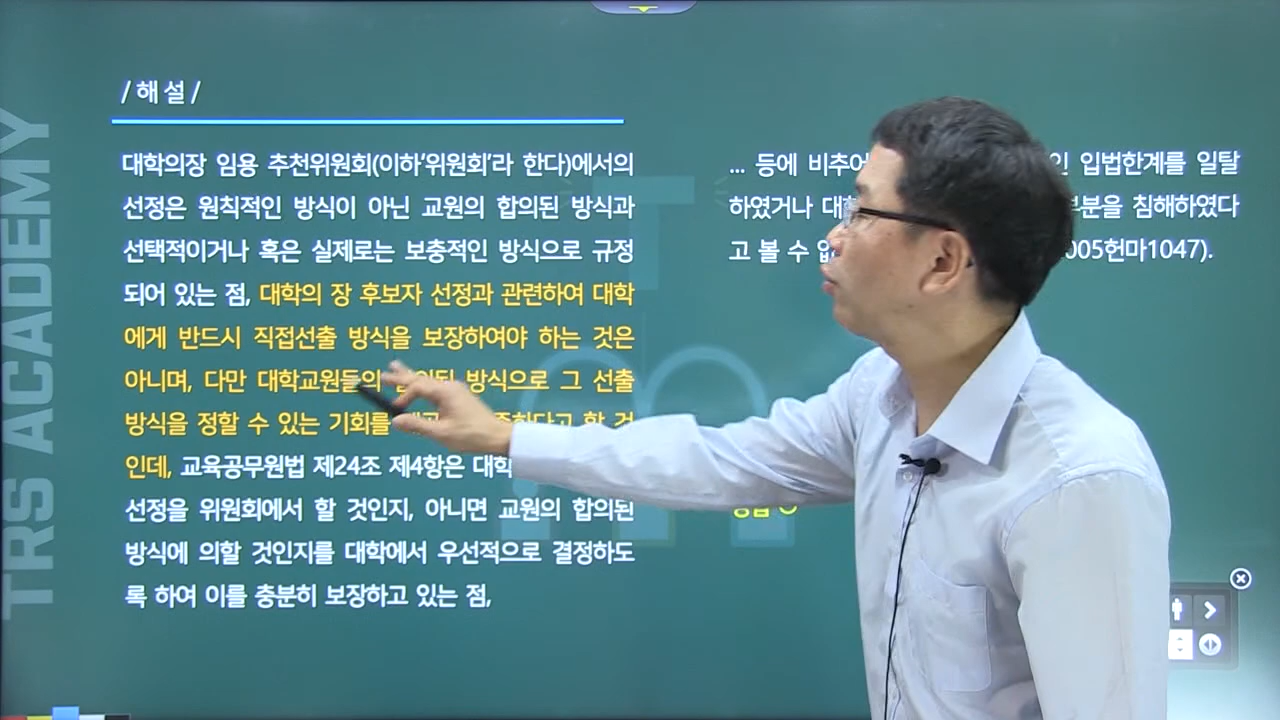 TRS ACADEMY
/ 해 설 /
대학의장 임용 추천위원회(이하‘위원회’라 한다)에서의
선정은 원칙적인 방식이 아닌 교원의 합의된 방식과
선택적이거나 혹은 실제로는 보충적인 방식으로 규정
되어 있는 점, 대학의 장 후보자 선정과 관련하여 대학
에게 반드시 직접선출 방식을 보장하여야 하는 것은
아니며, 다만 대학교원들의 방식으로 그 선출
방식을 정할 수 있는 기회를 할 것
인데, 교육공무원법 제24조 제4항은 대학
선정을 위원회에서 할 것인지, 아니면 교원의 합의된
방식에 의할 것인지를 대학에서 우선적으로 결정하도
록 하여 이를 충분히 보장하고 있는 점,
... 등에 비추어 입법한계를 일탈
하였거나 침해하였다
고 볼 수 005헌마1047).